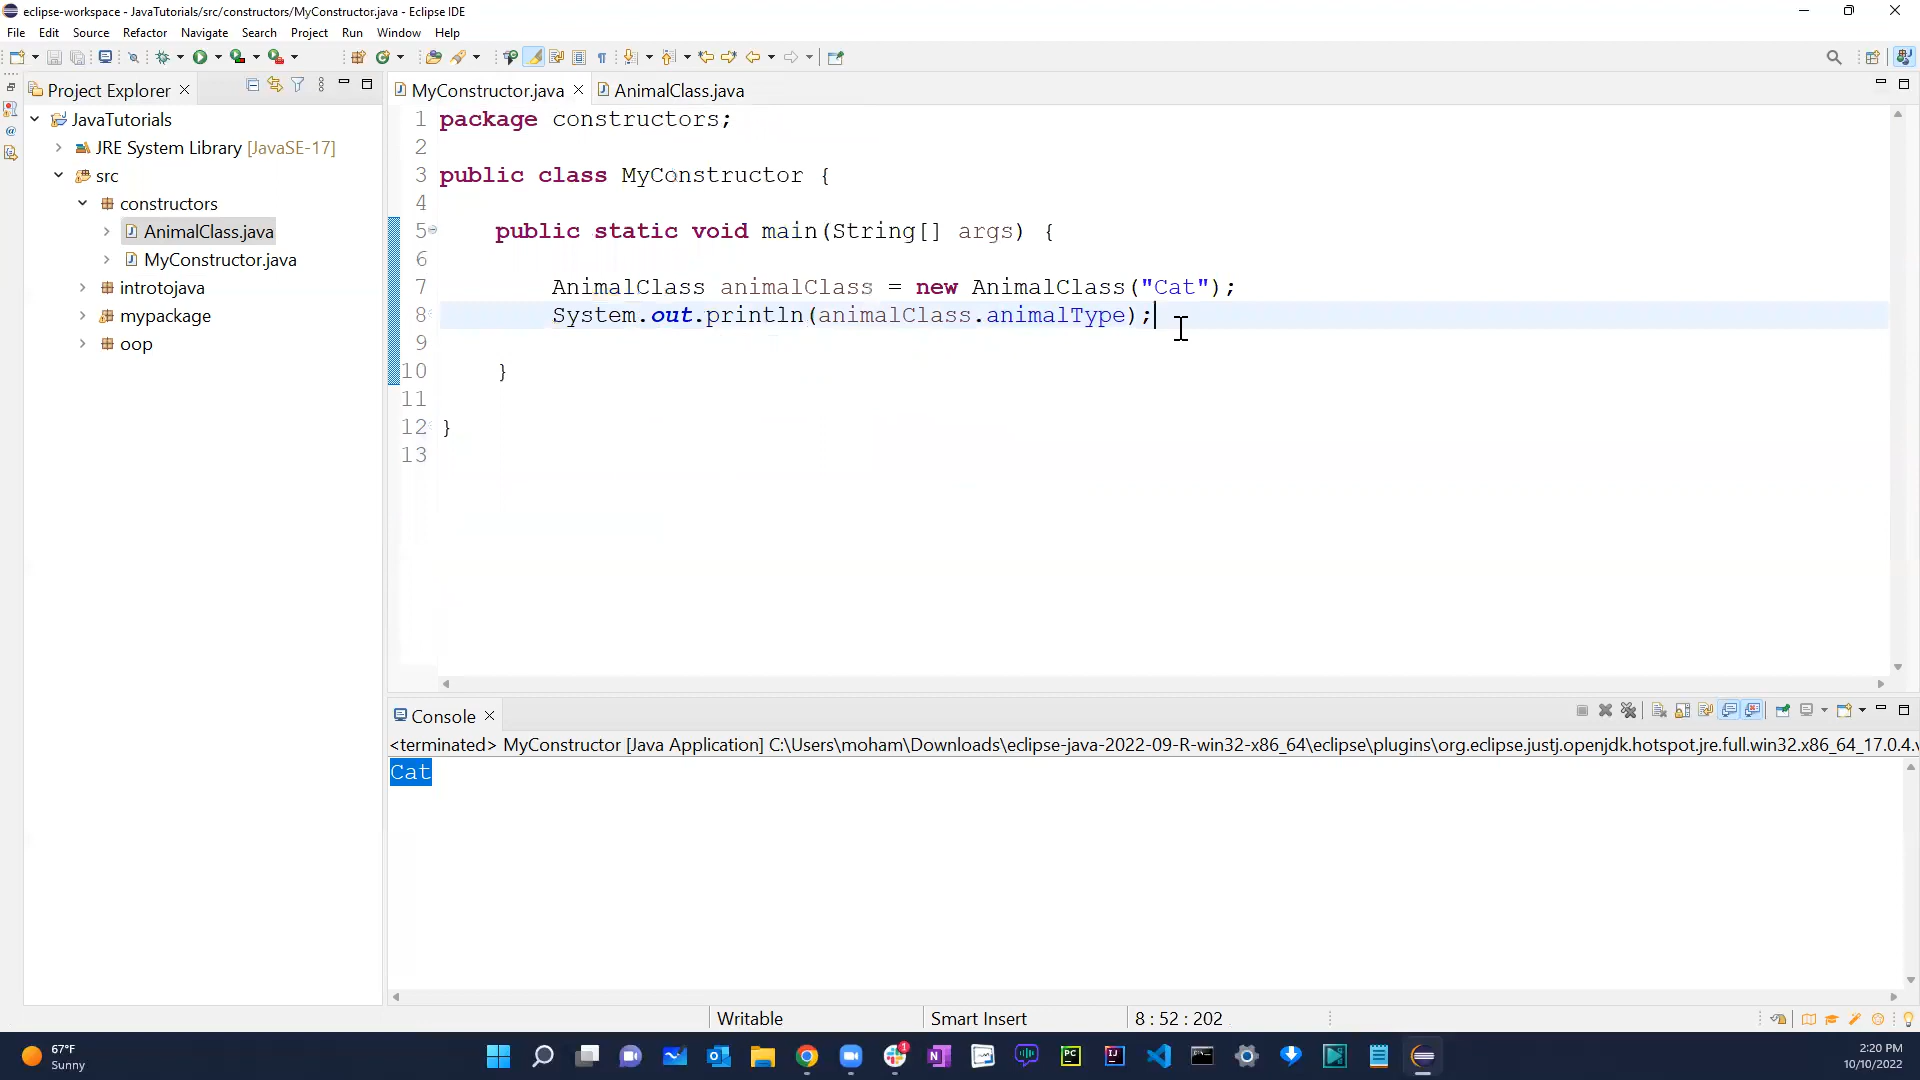 eclipse-workspace - JavaTutorials/src/constructors/MyConstructor.java - Eclipse IDE
File Edit Source Refactor Navigate Search Project Run Window Help
Project Explorer
JavaTutorials
JRE System Library [JavaSE-17]
src
constructors
AnimalClass.java
MyConstructor.java
introtojava
mypackage
oop
MyConstructor.java
AnimalClass.java
1 package constructors;
2
3 public class MyConstructor {
4
5 public static void main(String[] args) {
6
7 AnimalClass animalClass = new AnimalClass("Cat");
8 System.out.println(animalClass.animalType);
9
10 }
11
12 }
13
Console
<terminated> MyConstructor [Java Application] C:\Users\moham\Downloads\eclipse-java-2022-09-R-win32-x86_64\eclipse\plugins\org.eclipse.justj.openjdk.hotspot.jre.full.win32.x86_64_17.0.4.v
Cat
Writable
Smart Insert
8 : 52 : 202
67°F
Sunny
1
PC
IJ
2:20 PM
10/10/2022